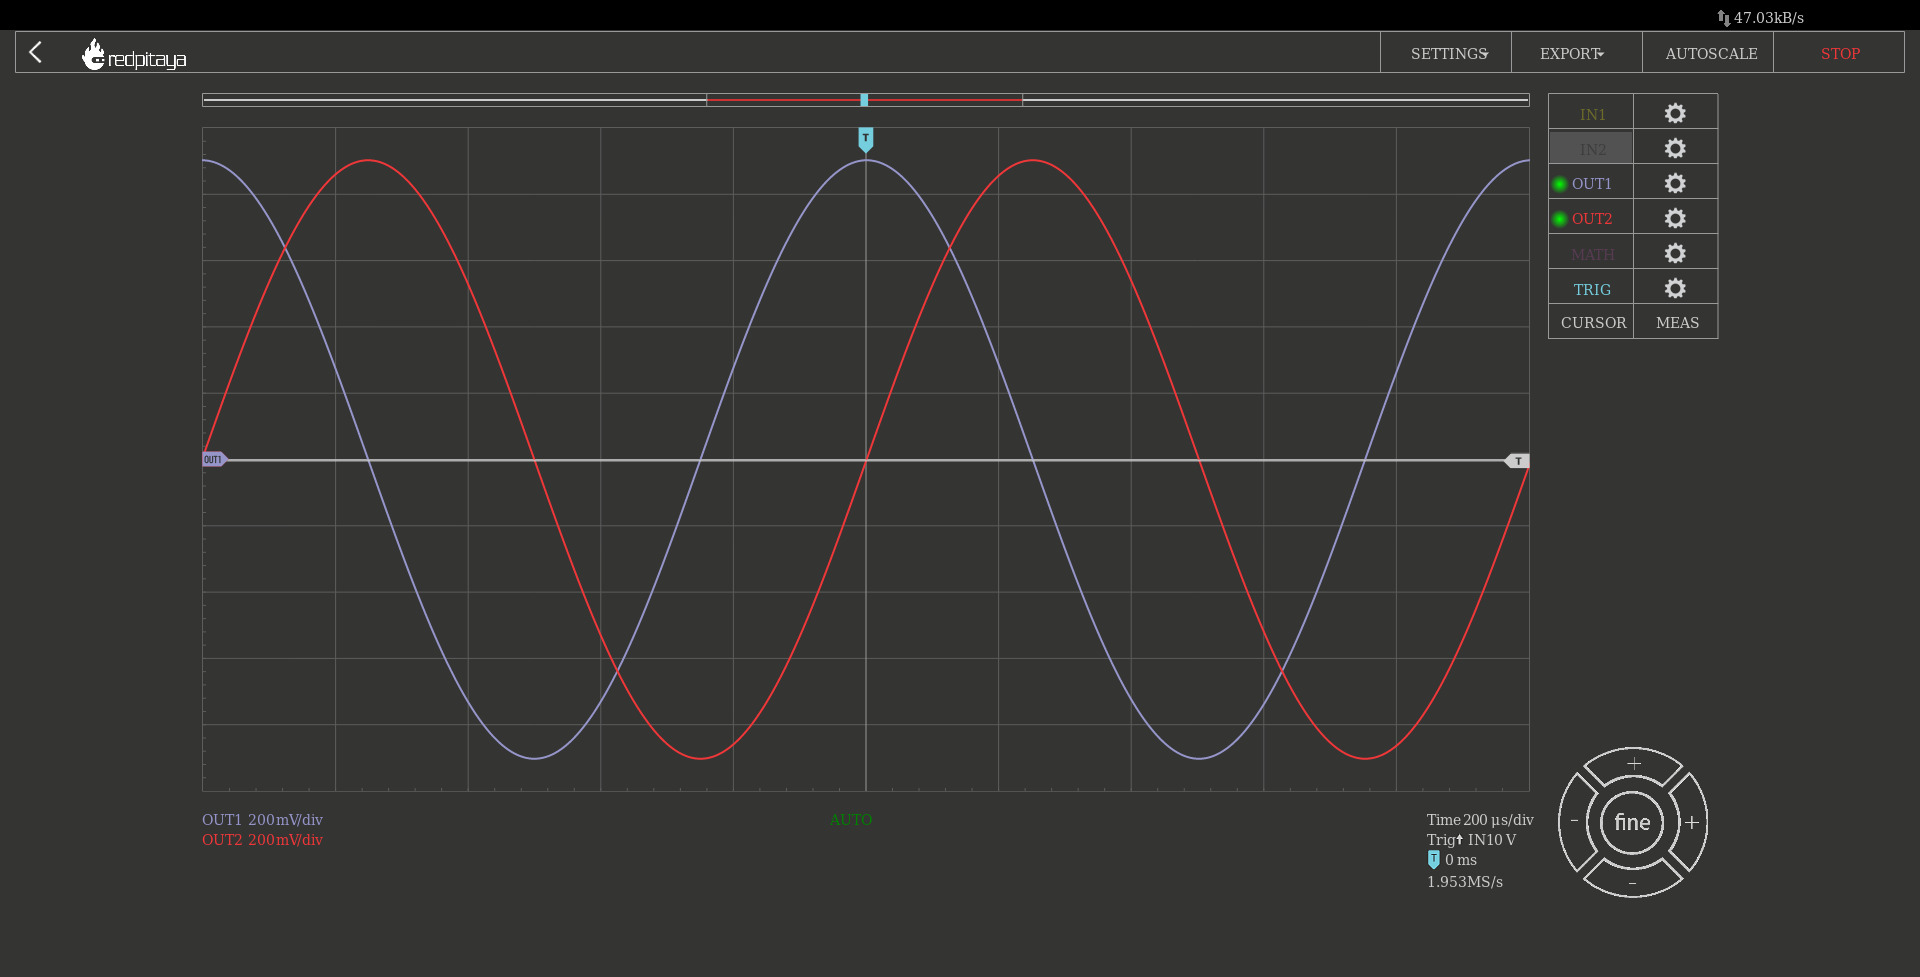 47.03kB/s
redpitaya
SETTINGS EXPORT AUTOSCALE STOP
T
IN1
IN2
OUT1
OUT2
MATH
TRIG
CURSOR MEAS
OUT1
T
OUT1 200mV/div
OUT2 200mV/div
AUTO
Time 200 µs/div
Trig IN1 0 V
T 0 ms
1.953MS/s
+
- fine +
-